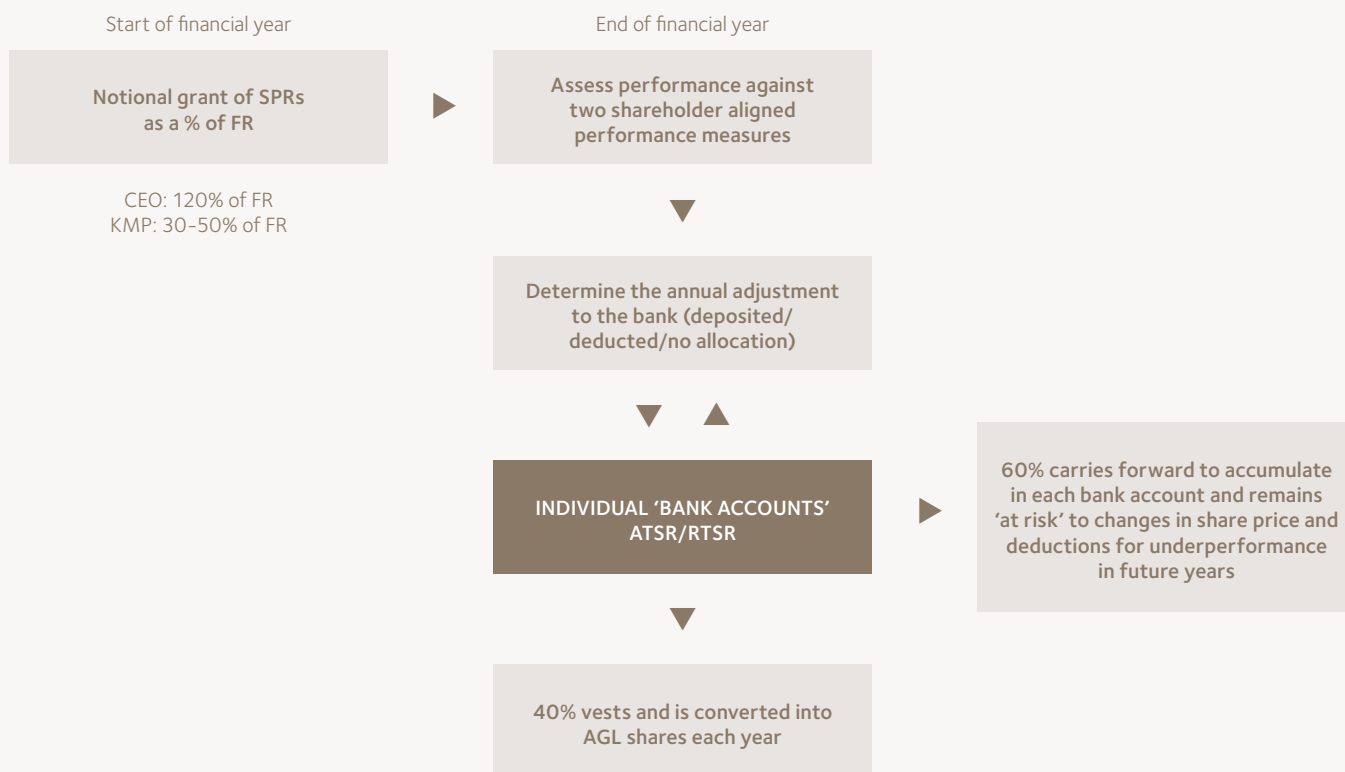 Start of financial year
End of financial year
Notional grant of SPRs
as a % of FR
Assess performance against
two shareholder aligned
performance measures
CEO: 120% of FR
KMP: 30–50% of FR
Determine the annual adjustment
to the bank (deposited/
deducted/no allocation)
INDIVIDUAL ‘BANK ACCOUNTS’
ATSR/RTSR
60% carries forward to accumulate
in each bank account and remains
‘at risk’ to changes in share price and
deductions for underperformance
in future years
40% vests and is converted into
AGL shares each year